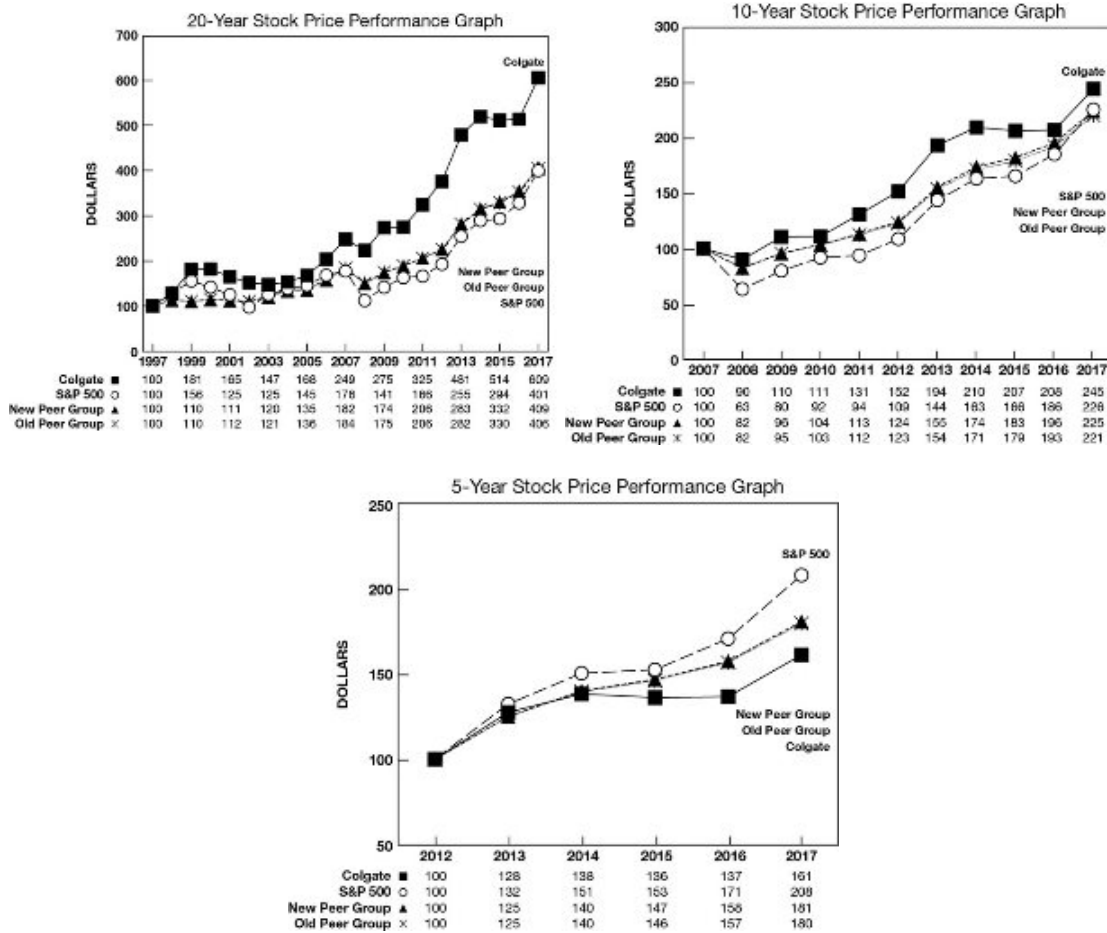 20-Year Stock Price Performance Graph
700
600
500
400
300
200
100
0
DOLLARS
Colgate
New Peer Group
Old Peer Group
S&P 500
1997 1999 2001 2003 2005 2007 2009 2011 2013 2015 2017
Colgate 100 181 165 147 168 249 275 325 481 514 609
S&P 500 100 156 125 125 145 178 141 166 255 294 401
New Peer Group 100 110 111 120 135 182 174 206 283 332 409
Old Peer Group 100 110 112 121 136 184 175 206 282 330 406
10-Year Stock Price Performance Graph
300
250
200
150
100
50
0
DOLLARS
Colgate
S&P 500
New Peer Group
Old Peer Group
2007 2008 2009 2010 2011 2012 2013 2014 2015 2016 2017
Colgate 100 90 110 111 131 152 194 210 207 208 245
S&P 500 100 63 80 92 94 109 144 163 166 186 226
New Peer Group 100 82 96 104 113 124 155 174 183 196 225
Old Peer Group 100 82 95 103 112 123 154 171 179 193 221
5-Year Stock Price Performance Graph
250
200
150
100
50
DOLLARS
S&P 500
New Peer Group
Old Peer Group
Colgate
2012 2013 2014 2015 2016 2017
Colgate 100 128 138 136 137 161
S&P 500 100 132 151 153 171 208
New Peer Group 100 125 140 147 158 181
Old Peer Group 100 125 140 146 157 180